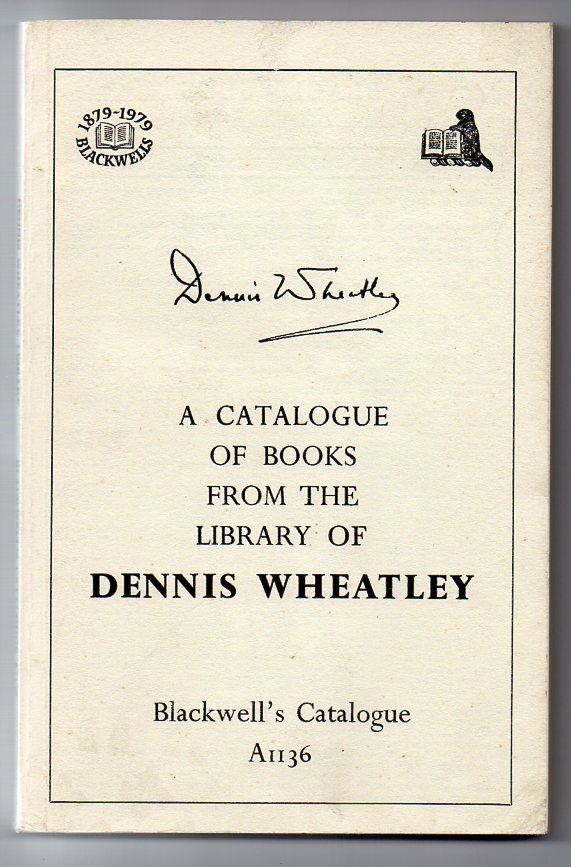 1879-1979
BLACKWELLS
Dennis Wheatley
A CATALOGUE
OF BOOKS
FROM THE
LIBRARY OF
DENNIS WHEATLEY
Blackwell's Catalogue
A1136